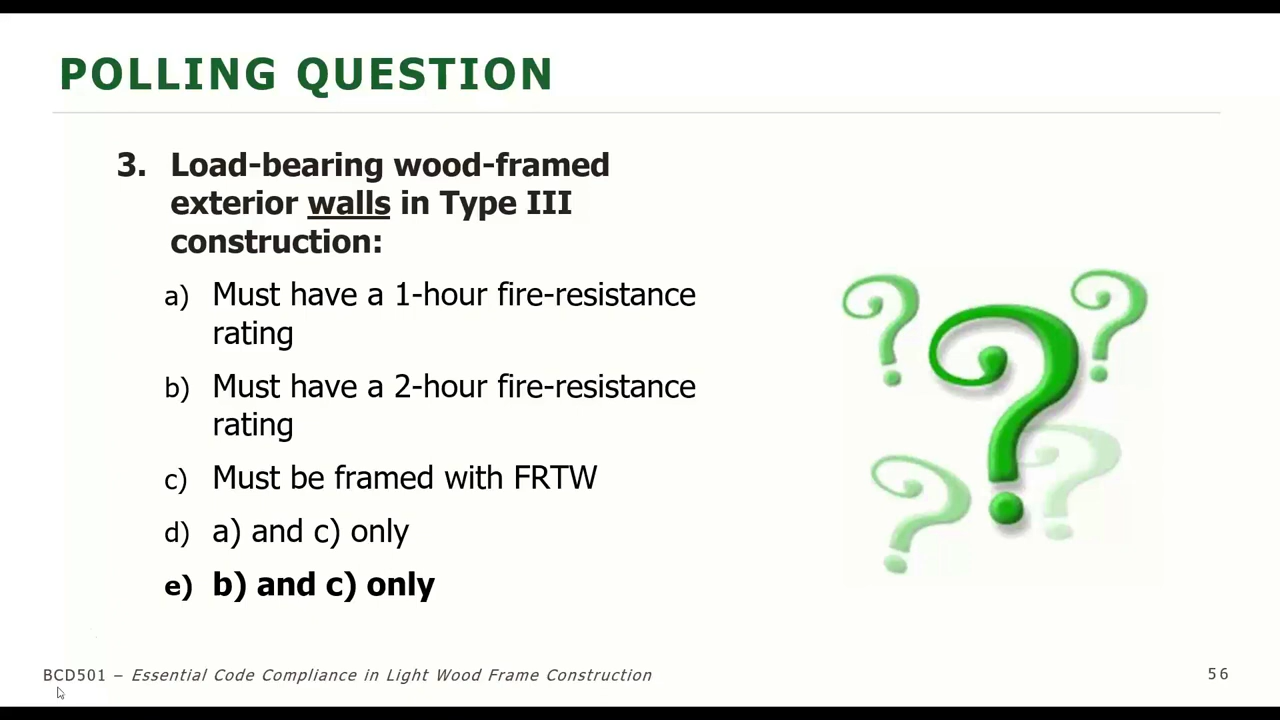 POLLING QUESTION
3. Load-bearing wood-framed
exterior walls in Type III
construction:
a) Must have a 1-hour fire-resistance
rating
b) Must have a 2-hour fire-resistance
rating
c) Must be framed with FRTW
d) a) and c) only
e) b) and c) only
BCD501 – Essential Code Compliance in Light Wood Frame Construction
56